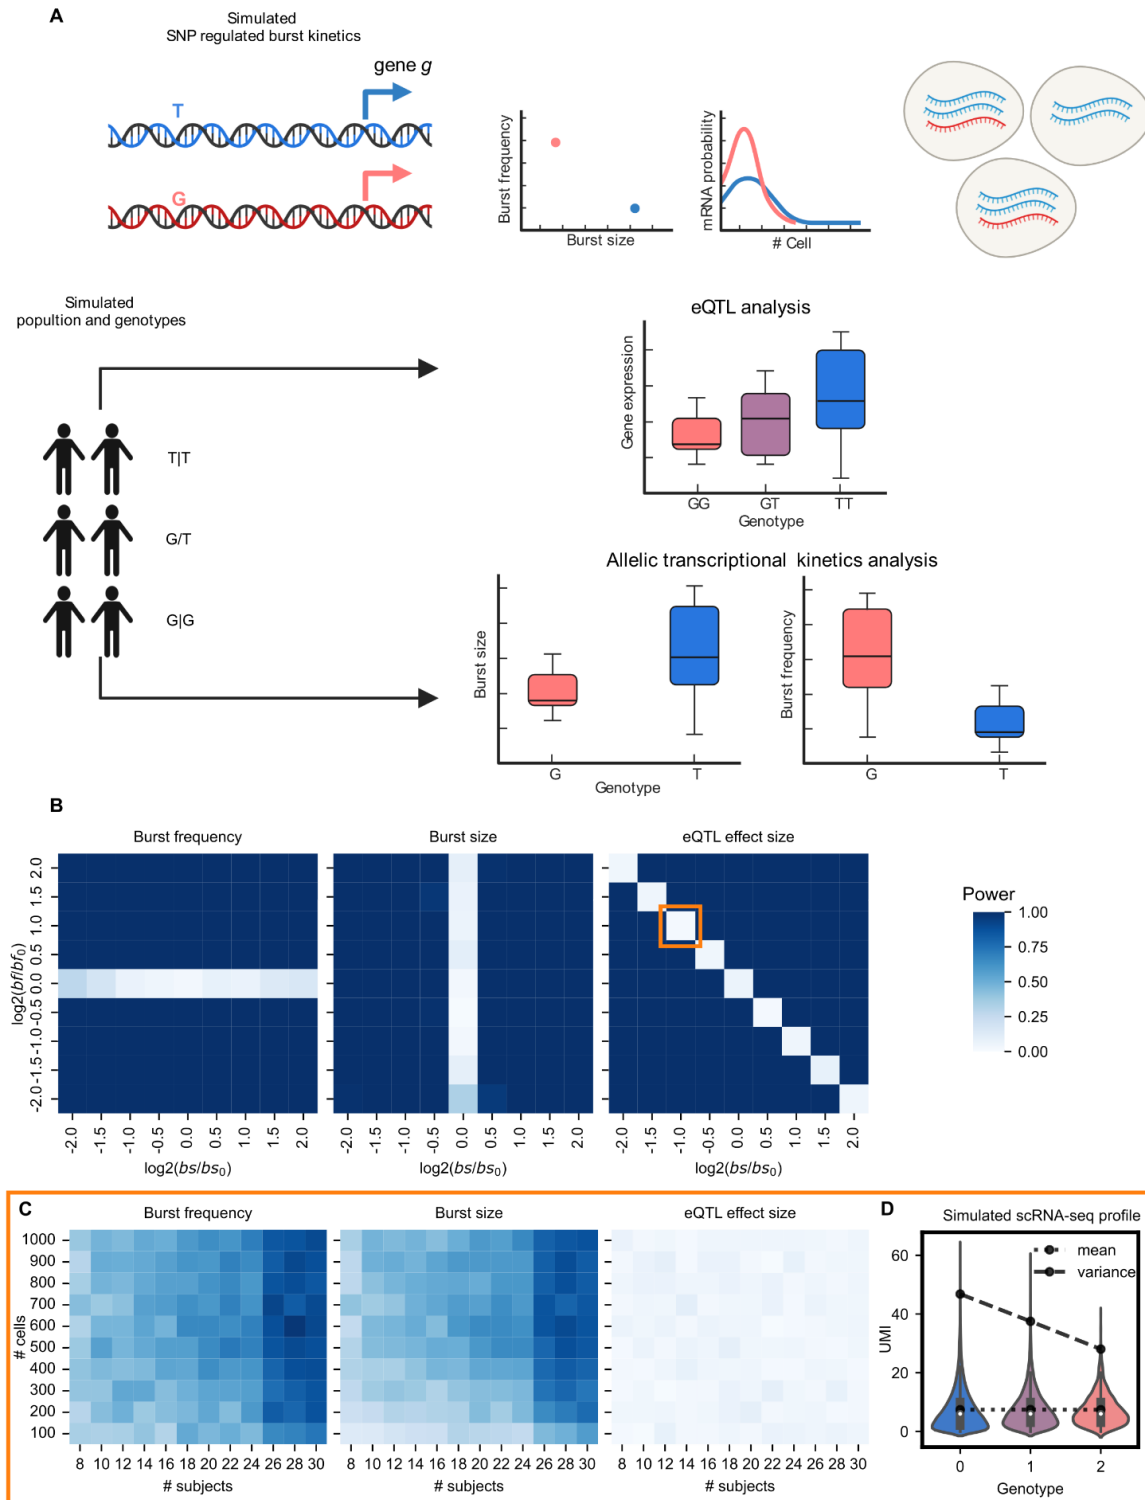 A
Simulated
SNP regulated burst kinetics
gene g
T
G
Burst frequency
Burst size
mRNA probability
# Cell
Simulated
popultion and genotypes
T|T
G/T
G|G
eQTL analysis
Gene expression
GG GT TT
Genotype
Allelic transcriptional kinetics analysis
Burst size
G T
Genotype
Burst frequency
G T
B
Burst frequency Burst size eQTL effect size
log2(bf/bf0)
2.0
1.5
1.0
0.5
0.0
-0.5
-1.0
-1.5
-2.0
-2.0 -1.5 -1.0 -0.5 0.0 0.5 1.0 1.5 2.0
log2(bs/bs0)
-2.0 -1.5 -1.0 -0.5 0.0 0.5 1.0 1.5 2.0
log2(bs/bs0)
-2.0 -1.5 -1.0 -0.5 0.0 0.5 1.0 1.5 2.0
log2(bs/bs0)
Power
1.00
0.75
0.50
0.25
0.00
C
Burst frequency Burst size eQTL effect size
# cells
1000
900
800
700
600
500
400
300
200
100
8 10 12 14 16 18 20 22 24 26 28 30
# subjects
8 10 12 14 16 18 20 22 24 26 28 30
# subjects
8 10 12 14 16 18 20 22 24 26 28 30
# subjects
D
Simulated scRNA-seq profile
mean
variance
UMI
60
40
20
0
0 1 2
Genotype